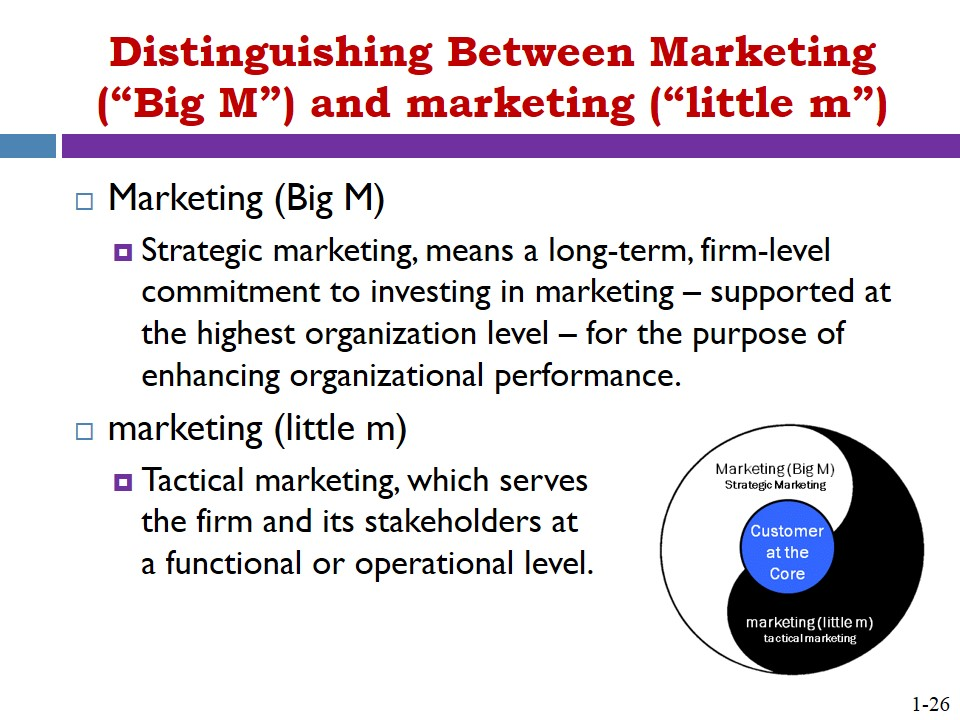 Distinguishing Between Marketing
(“Big M”) and marketing (“little m”)
Marketing (Big M)
Strategic marketing, means a long-term, firm-level
commitment to investing in marketing – supported at
the highest organization level – for the purpose of
enhancing organizational performance.
marketing (little m)
Tactical marketing, which serves
the firm and its stakeholders at
a functional or operational level.
Marketing (Big M)
Strategic Marketing
Customer
at the
Core
marketing (little m)
tactical marketing
1-26